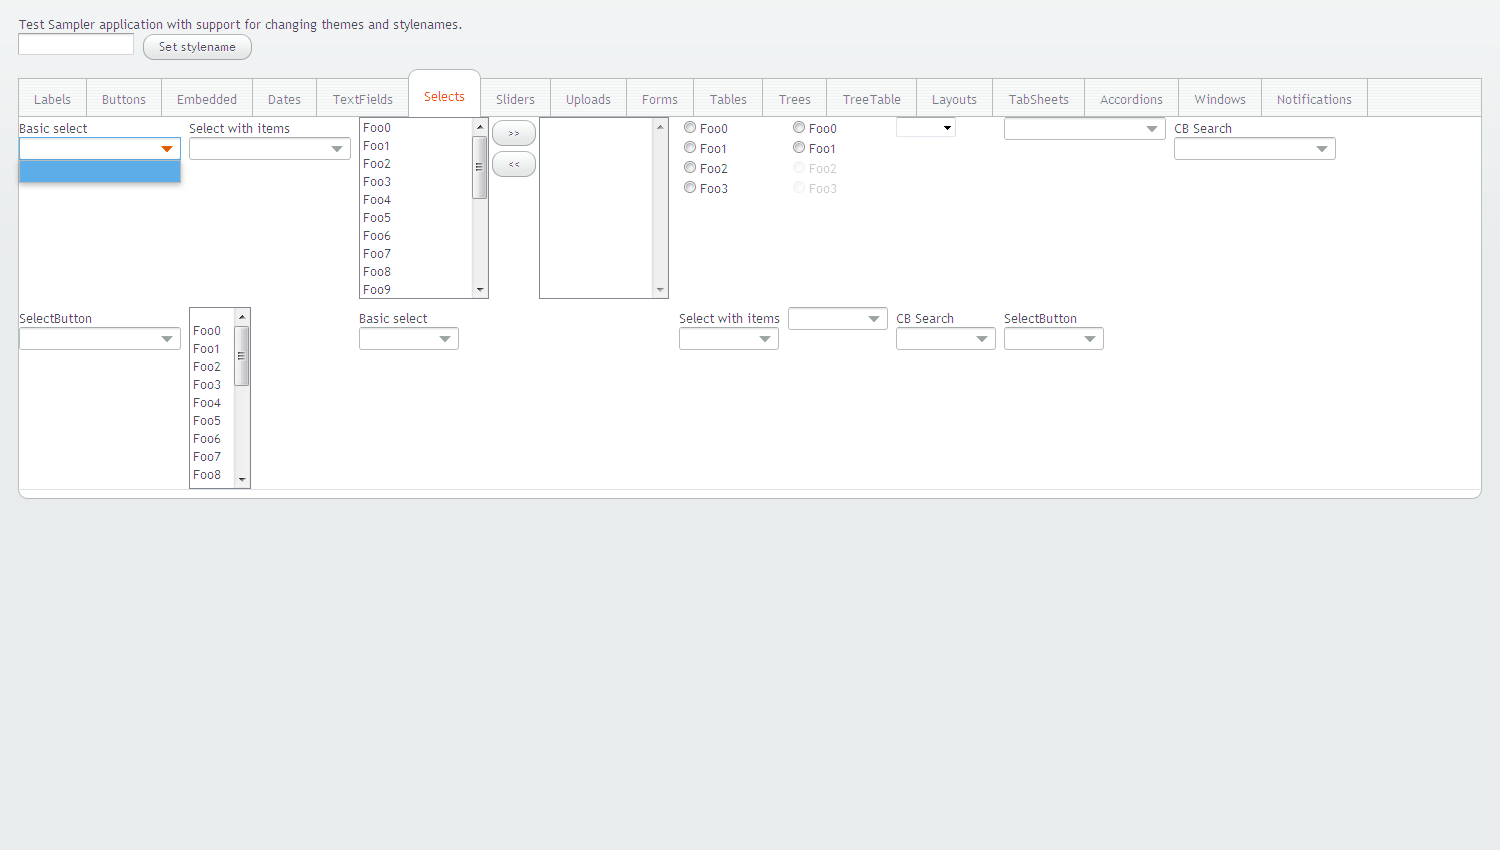 Test Sampler application with support for changing themes and stylenames.
Set stylename
Labels Buttons Embedded Dates TextFields Selects Sliders Uploads Forms Tables Trees TreeTable Layouts TabSheets Accordions Windows Notifications
Basic select
Select with items
Foo0
Foo1
Foo2
Foo3
Foo4
Foo5
Foo6
Foo7
Foo8
Foo9
>>
<<
Foo0
Foo1
Foo2
Foo3
Foo0
Foo1
Foo2
Foo3
CB Search
SelectButton
Foo0
Foo1
Foo2
Foo3
Foo4
Foo5
Foo6
Foo7
Foo8
Basic select
Select with items
CB Search
SelectButton